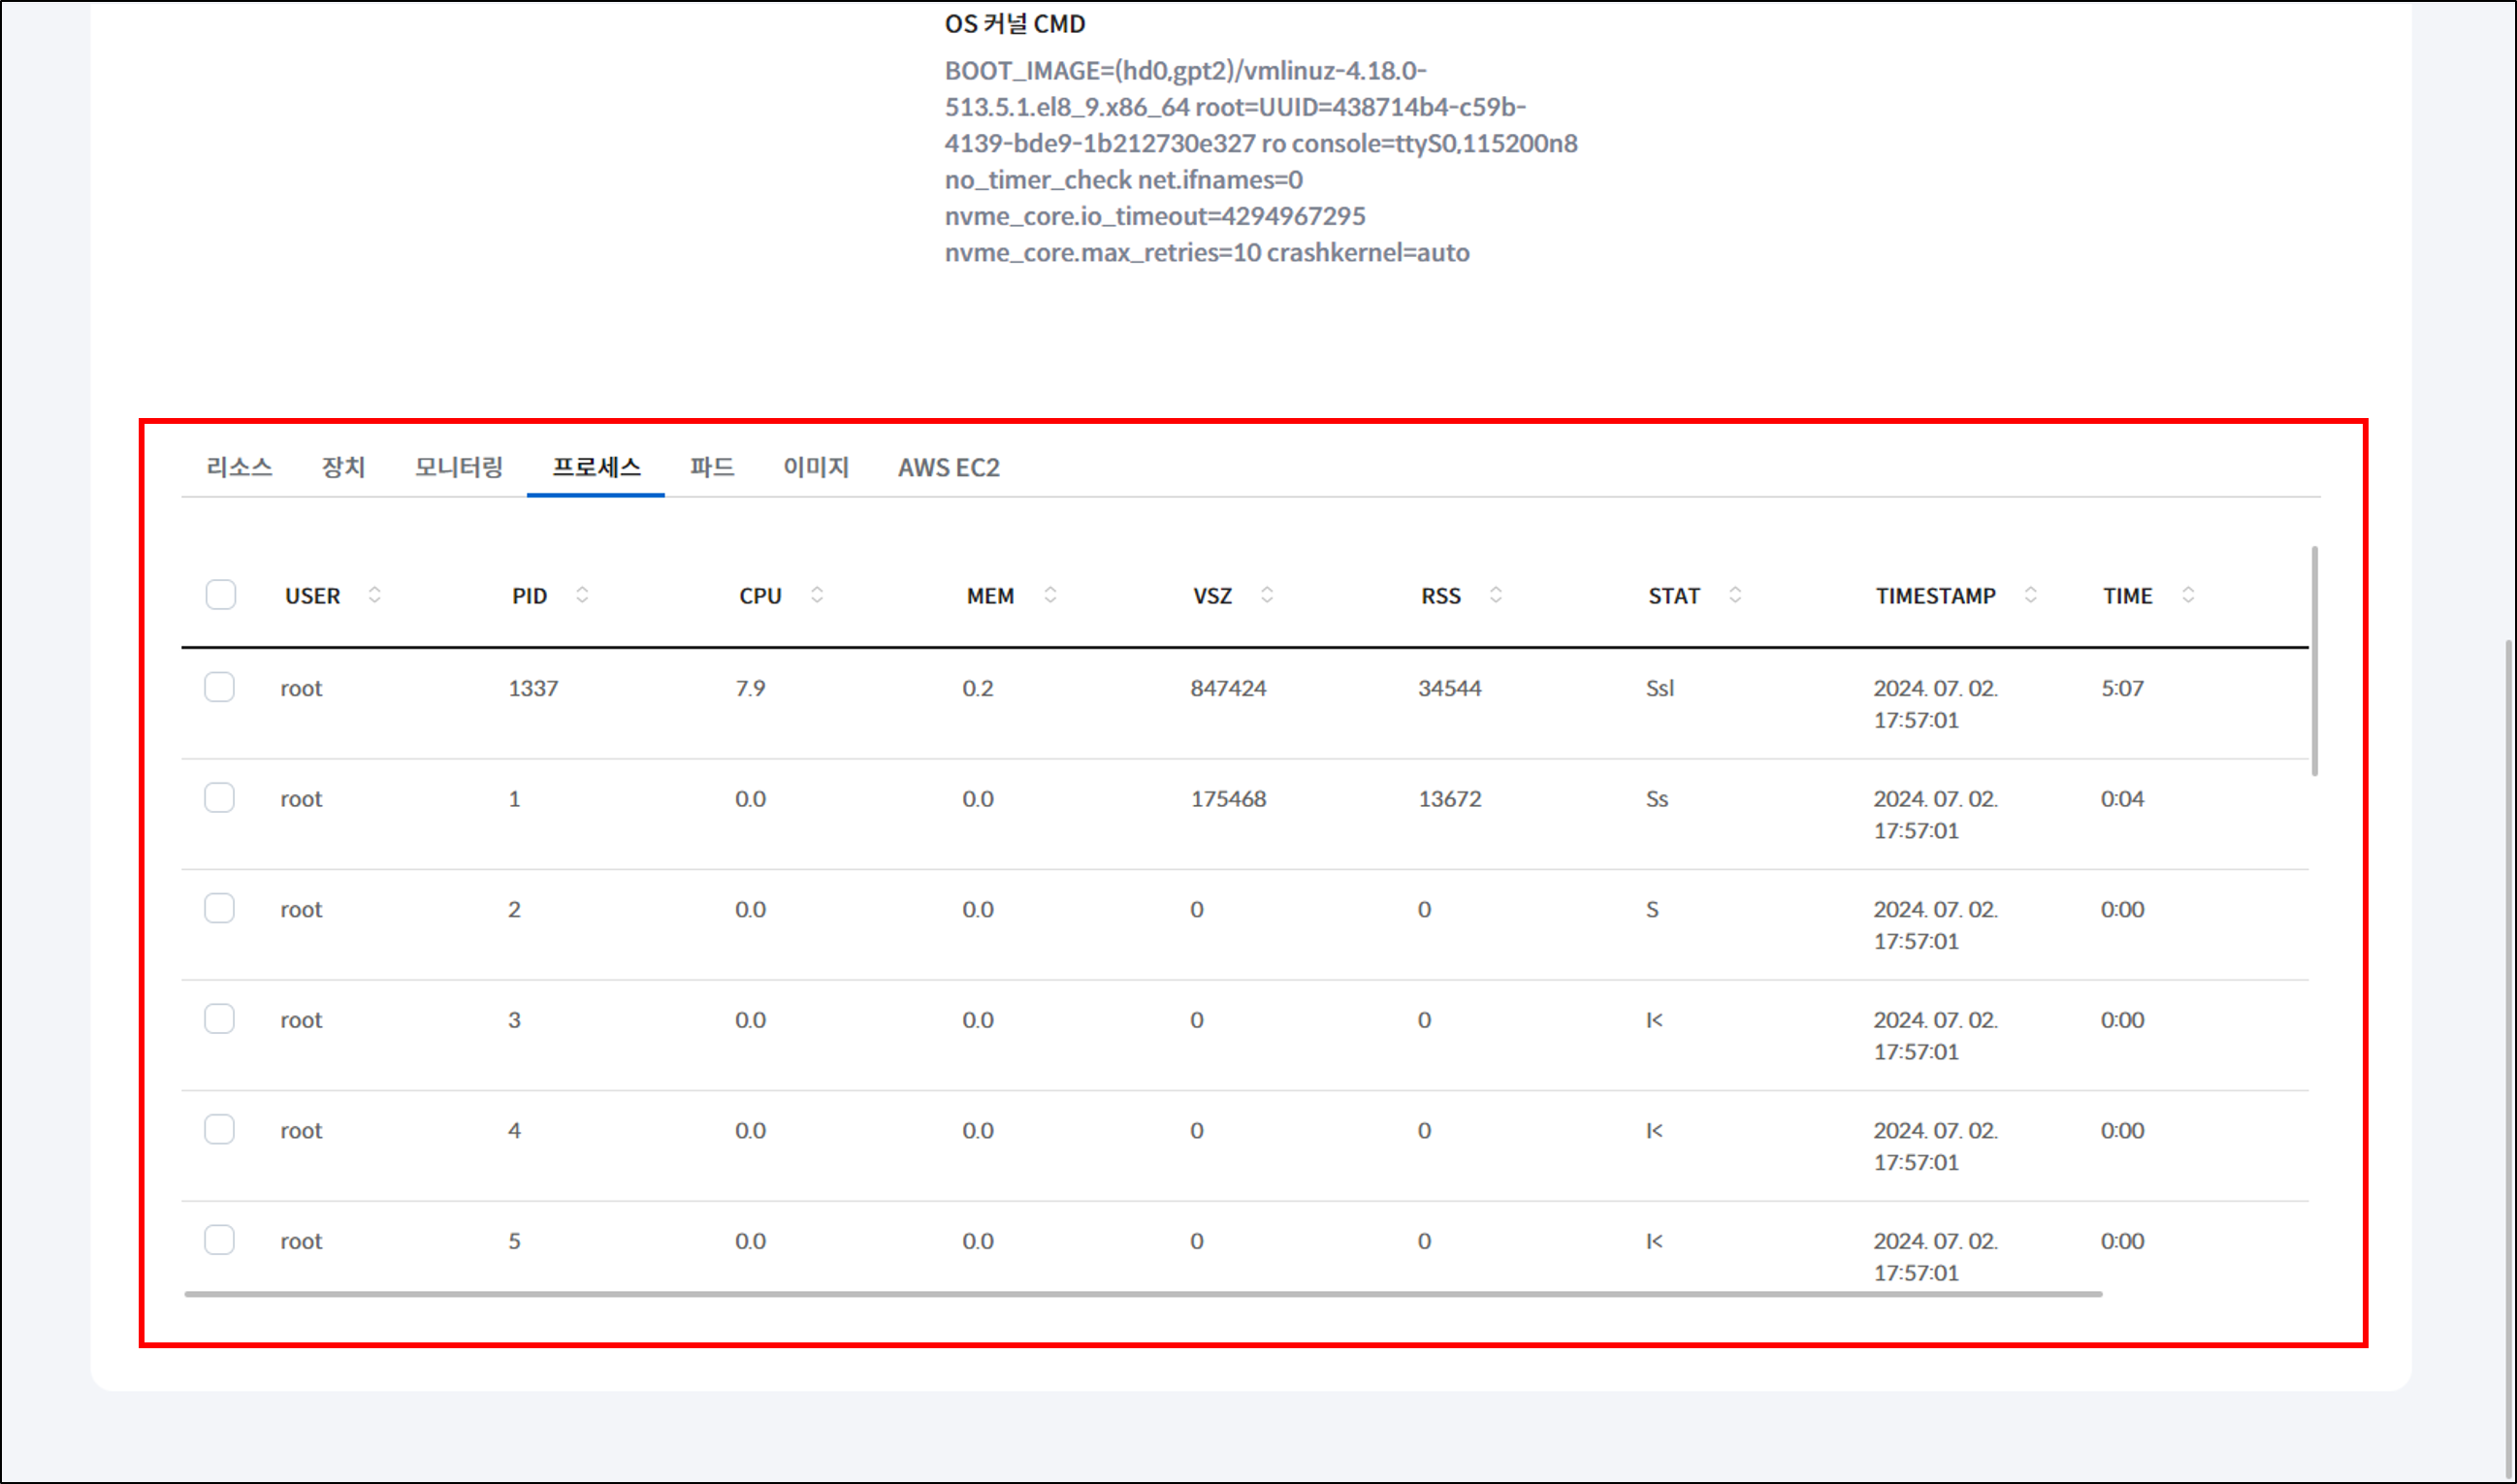 OS 커널 CMD
BOOT_IMAGE=(hd0,gpt2)/vmlinuz-4.18.0-
513.5.1.el8_9.x86_64 root=UUID=438714b4-c59b-
4139-bde9-1b212730e327 ro console=ttyS0,115200n8
no_timer_check net.ifnames=0
nvme_core.io_timeout=4294967295
nvme_core.max_retries=10 crashkernel=auto
리소스 장치 모니터링 프로세스 파드 이미지 AWS EC2
USER PID CPU MEM VSZ RSS STAT TIMESTAMP TIME
root 1337 7.9 0.2 847424 34544 Ssl 2024. 07. 02. 5:07
17:57:01
root 1 0.0 0.0 175468 13672 Ss 2024. 07. 02. 0:04
17:57:01
root 2 0.0 0.0 0 0 S 2024. 07. 02. 0:00
17:57:01
root 3 0.0 0.0 0 0 I< 2024. 07. 02. 0:00
17:57:01
root 4 0.0 0.0 0 0 I< 2024. 07. 02. 0:00
17:57:01
root 5 0.0 0.0 0 0 I< 2024. 07. 02. 0:00
17:57:01